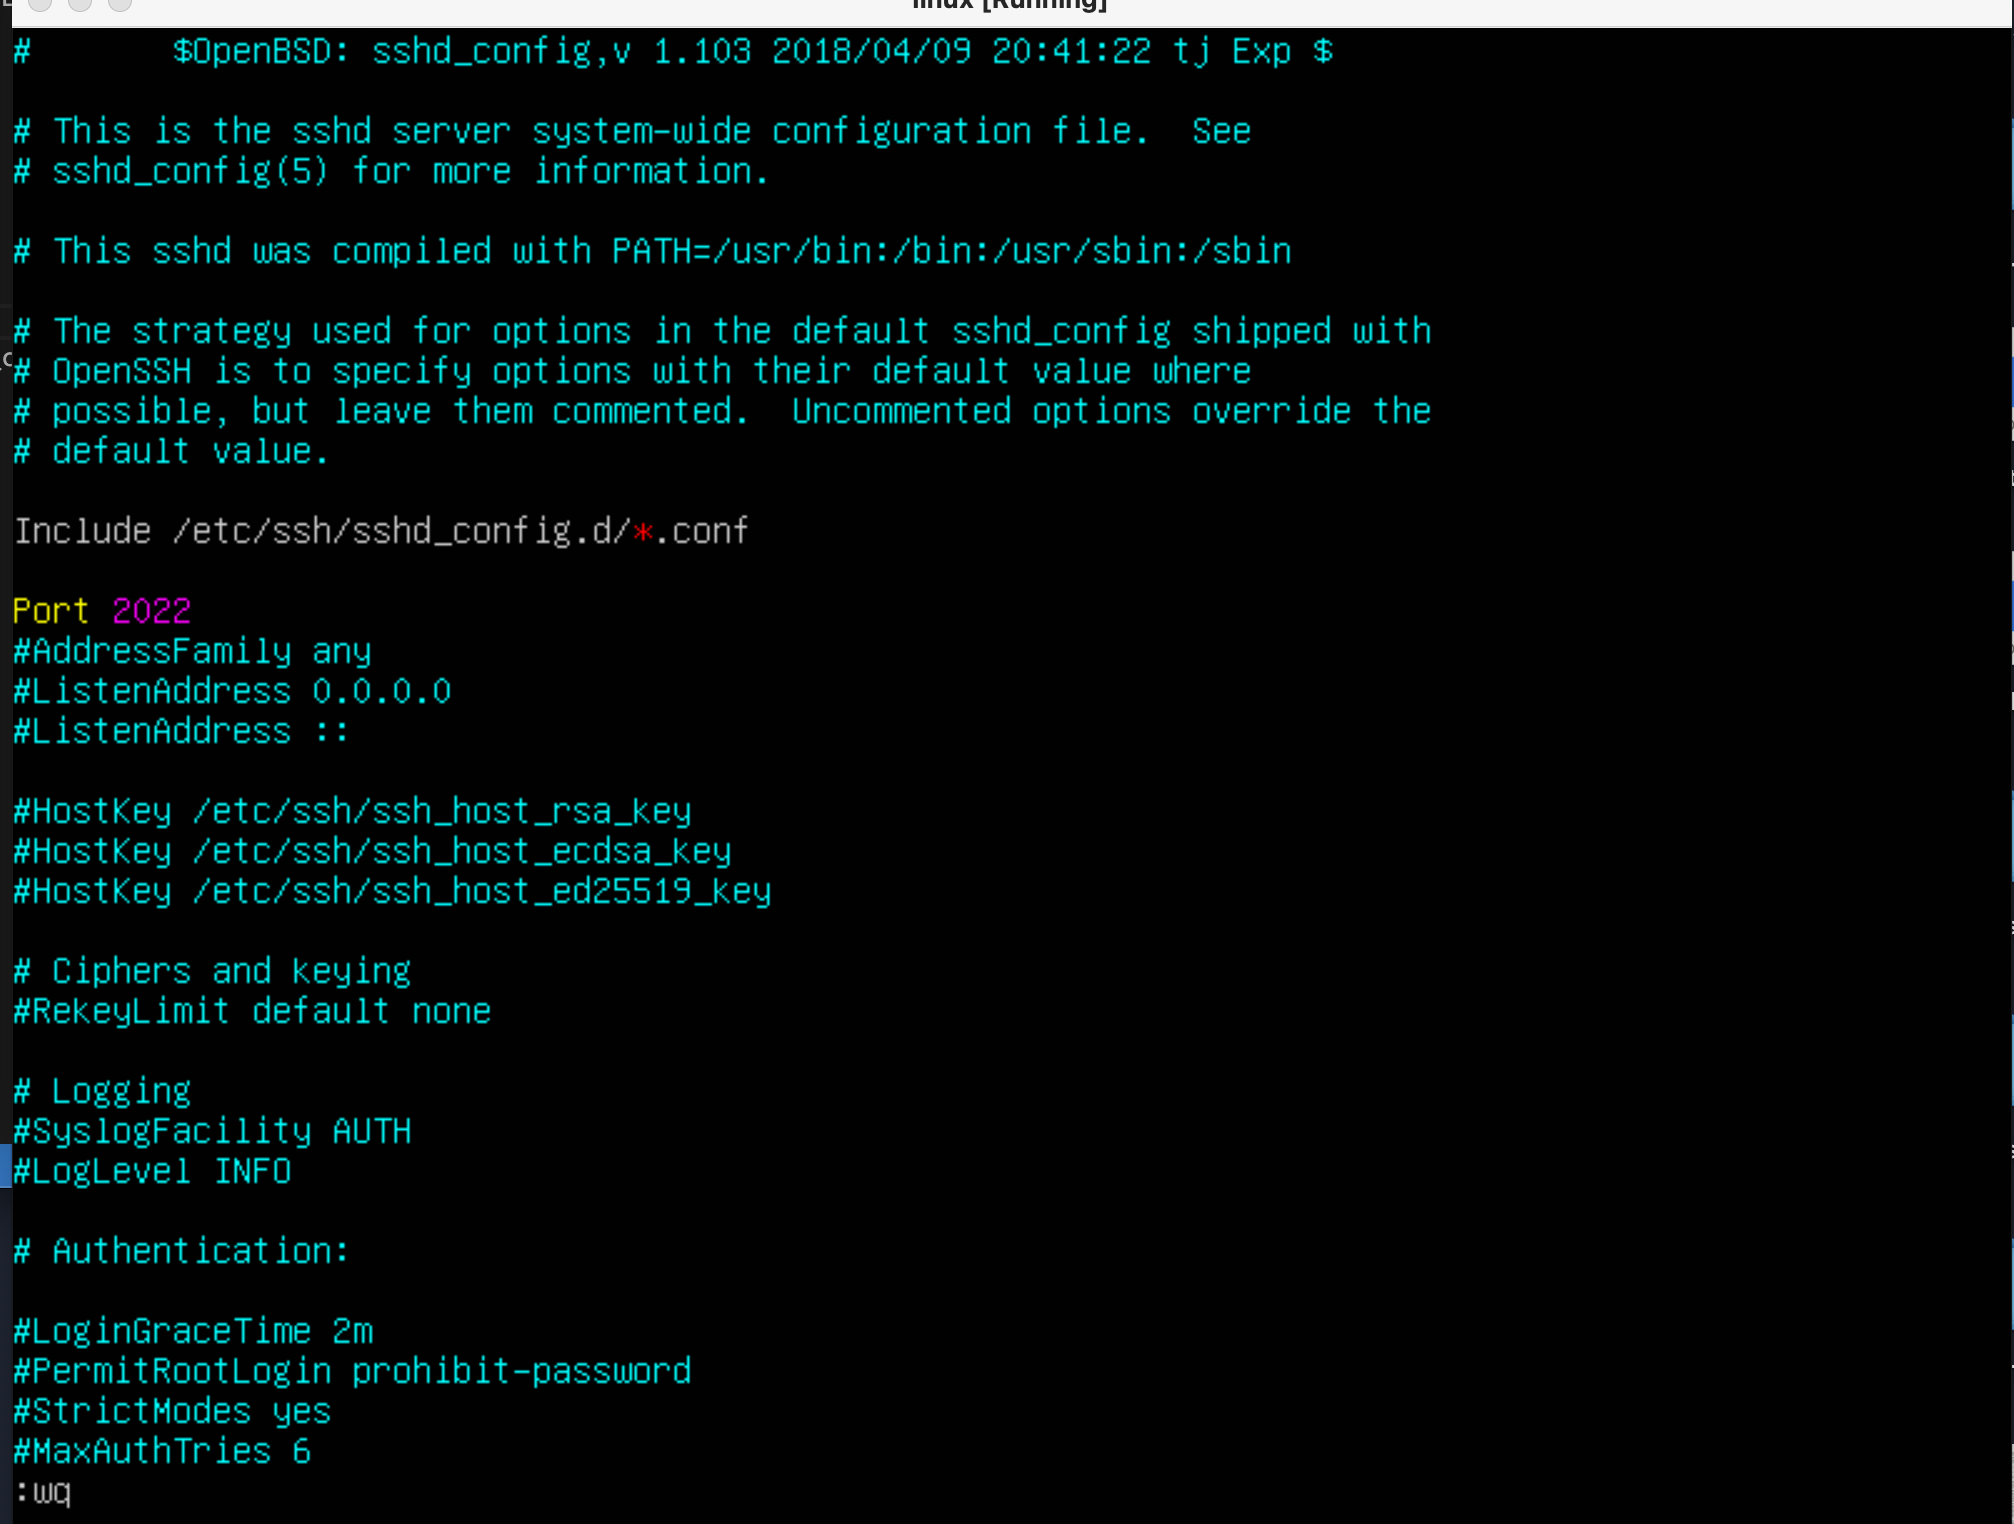 linux [Running]
#       $OpenBSD: sshd_config,v 1.103 2018/04/09 20:41:22 tj Exp $
# This is the sshd server system-wide configuration file.  See
# sshd_config(5) for more information.
# This sshd was compiled with PATH=/usr/bin:/bin:/usr/sbin:/sbin
# The strategy used for options in the default sshd_config shipped with
# OpenSSH is to specify options with their default value where
# possible, but leave them commented.  Uncommented options override the
# default value.
Include /etc/ssh/sshd_config.d/*.conf
Port 2022
#AddressFamily any
#ListenAddress 0.0.0.0
#ListenAddress ::
#HostKey /etc/ssh/ssh_host_rsa_key
#HostKey /etc/ssh/ssh_host_ecdsa_key
#HostKey /etc/ssh/ssh_host_ed25519_key
# Ciphers and keying
#RekeyLimit default none
# Logging
#SyslogFacility AUTH
#LogLevel INFO
# Authentication:
#LoginGraceTime 2m
#PermitRootLogin prohibit-password
#StrictModes yes
#MaxAuthTries 6
:wq